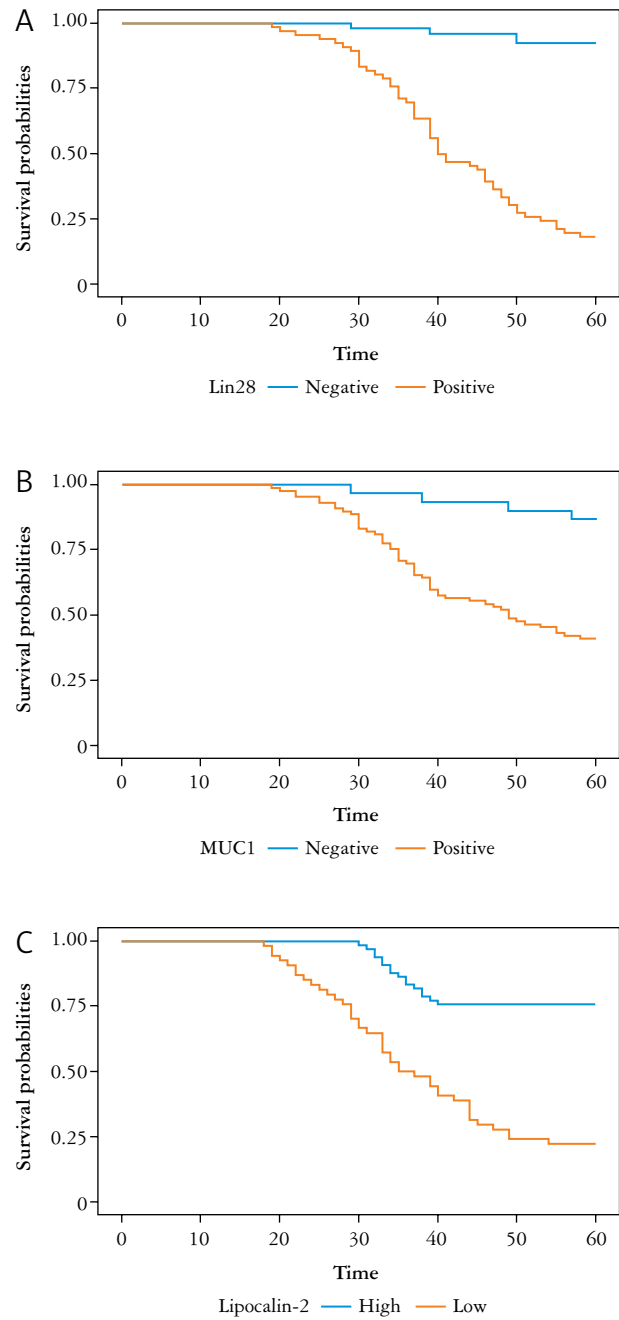 A
Survival probabilities
1.00
0.75
0.50
0.25
0
0 10 20 30 40 50 60
Time
Lin28 Negative Positive
B
Survival probabilities
1.00
0.75
0.50
0.25
0
0 10 20 30 40 50 60
Time
MUC1 Negative Positive
C
Survival probabilities
1.00
0.75
0.50
0.25
0
0 10 20 30 40 50 60
Time
Lipocalin-2 High Low